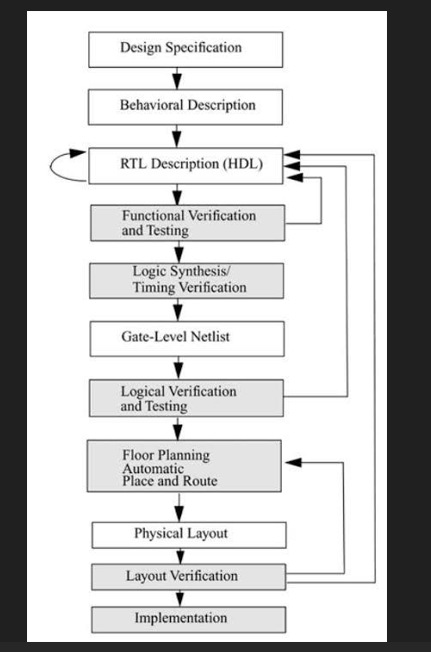 Design Specification
Behavioral Description
RTL Description (HDL)
Functional Verification
and Testing
Logic Synthesis/
Timing Verification
Gate-Level Netlist
Logical Verification
and Testing
Floor Planning
Automatic
Place and Route
Physical Layout
Layout Verification
Implementation